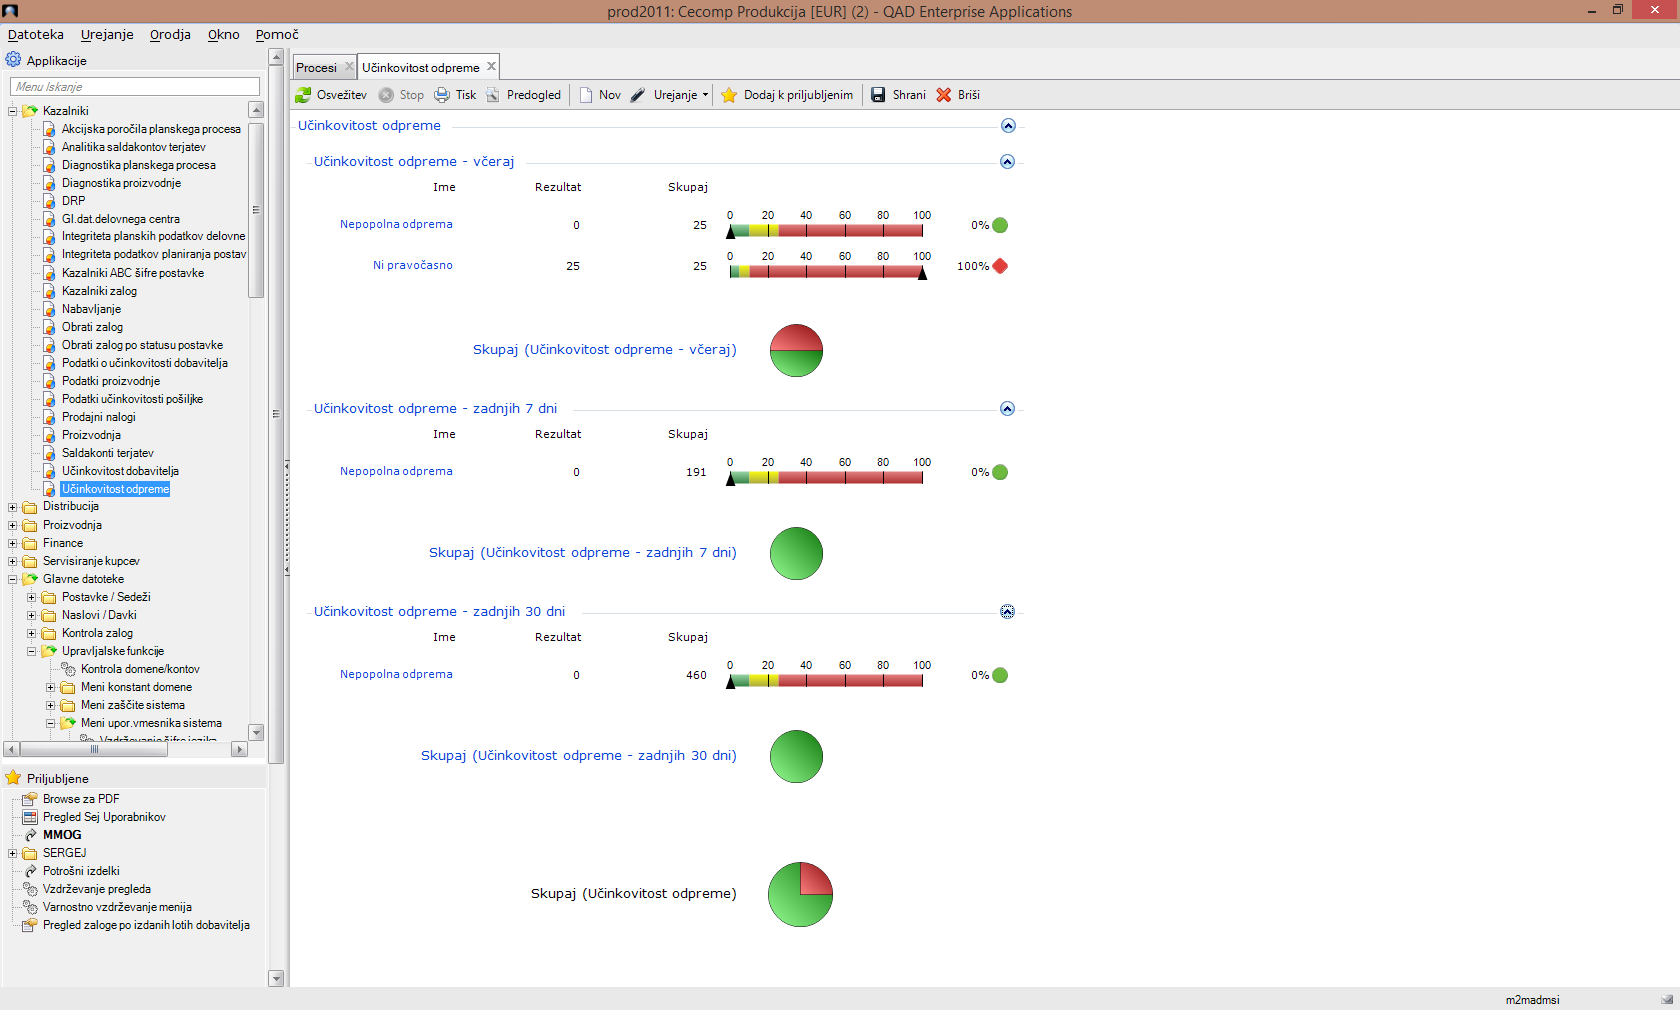 prod2011: Cecomp Produkcija [EUR] (2) - QAD Enterprise Applications
Datoteka Urejanje Orodja Okno Pomoč
Applikacije
Menu Iskanje
Kazalniki
Akcijska poročila planskega procesa
Analitika saldakontov terjatev
Diagnostika planskega procesa
Diagnostika proizvodnje
DRP
Gl.dat.delovnega centra
Integriteta planskih podatkov delovne
Integriteta podatkov planiranja postav
Kazalniki ABC šifre postavke
Kazalniki zalog
Nabavljanje
Obrati zalog
Obrati zalog po statusu postavke
Podatki o učinkovitosti dobavitelja
Podatki proizvodnje
Podatki učinkovitosti pošiljke
Prodajni nalogi
Proizvodnja
Saldakonti terjatev
Učinkovitost dobavitelja
Učinkovitost odpreme
Distribucija
Proizvodnja
Finance
Servisiranje kupcev
Glavne datoteke
Postavke / Sedeži
Naslovi / Davki
Kontrola zalog
Upravljalske funkcije
Kontrola domene/kontov
Meni konstant domene
Meni zaščite sistema
Meni upor.vmesnika sistema
Vzdrževanje šifre jezika
Priljubljene
Browse za PDF
Pregled Sej Uporabnikov
MMOG
SERGEJ
Potrošni izdelki
Vzdrževanje pregleda
Varnostno vzdrževanje menija
Pregled zaloge po izdanih lotih dobavitelja
Procesi Učinkovitost odpreme
Osvežitev Stop Tisk Predogled Nov Urejanje Dodaj k priljubljenim Shrani Briši
Učinkovitost odpreme
Učinkovitost odpreme - včeraj
Ime Rezultat Skupaj
0 20 40 60 80 100
Nepopolna odprema 0 25 0%
0 20 40 60 80 100
Ni pravočasno 25 25 100%
Skupaj (Učinkovitost odpreme - včeraj)
Učinkovitost odpreme - zadnjih 7 dni
Ime Rezultat Skupaj
0 20 40 60 80 100
Nepopolna odprema 0 191 0%
Skupaj (Učinkovitost odpreme - zadnjih 7 dni)
Učinkovitost odpreme - zadnjih 30 dni
Ime Rezultat Skupaj
0 20 40 60 80 100
Nepopolna odprema 0 460 0%
Skupaj (Učinkovitost odpreme - zadnjih 30 dni)
Skupaj (Učinkovitost odpreme)
m2madmsi